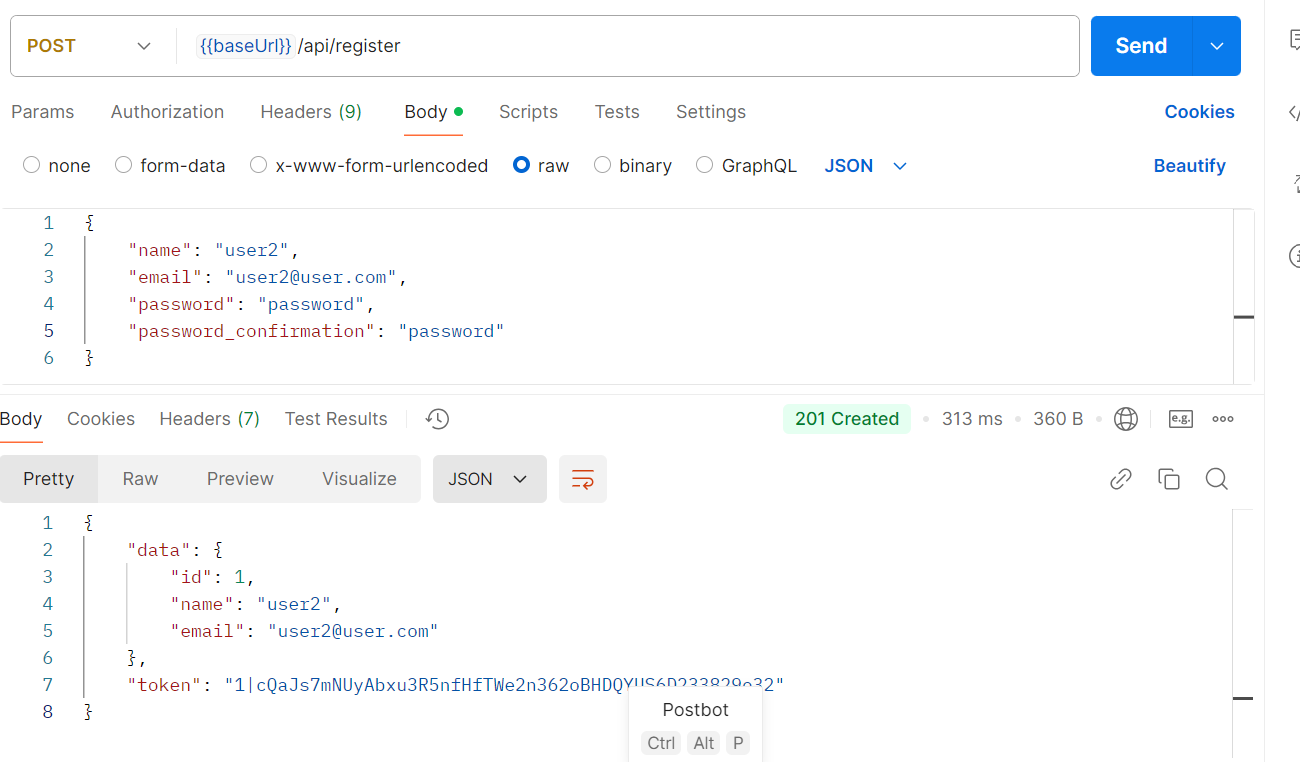 POST {{baseUrl}} /api/register Send
Params Authorization Headers (9) Body Scripts Tests Settings Cookies
none form-data x-www-form-urlencoded raw binary GraphQL JSON Beautify
1 {
2 "name": "user2",
3 "email": "user2@user.com",
4 "password": "password",
5 "password_confirmation": "password"
6 }
Body Cookies Headers (7) Test Results 201 Created 313 ms 360 B e.g.
Pretty Raw Preview Visualize JSON
1 {
2 "data": {
3 "id": 1,
4 "name": "user2",
5 "email": "user2@user.com"
6 },
7 "token":
8 }
Postbot
Ctrl Alt P